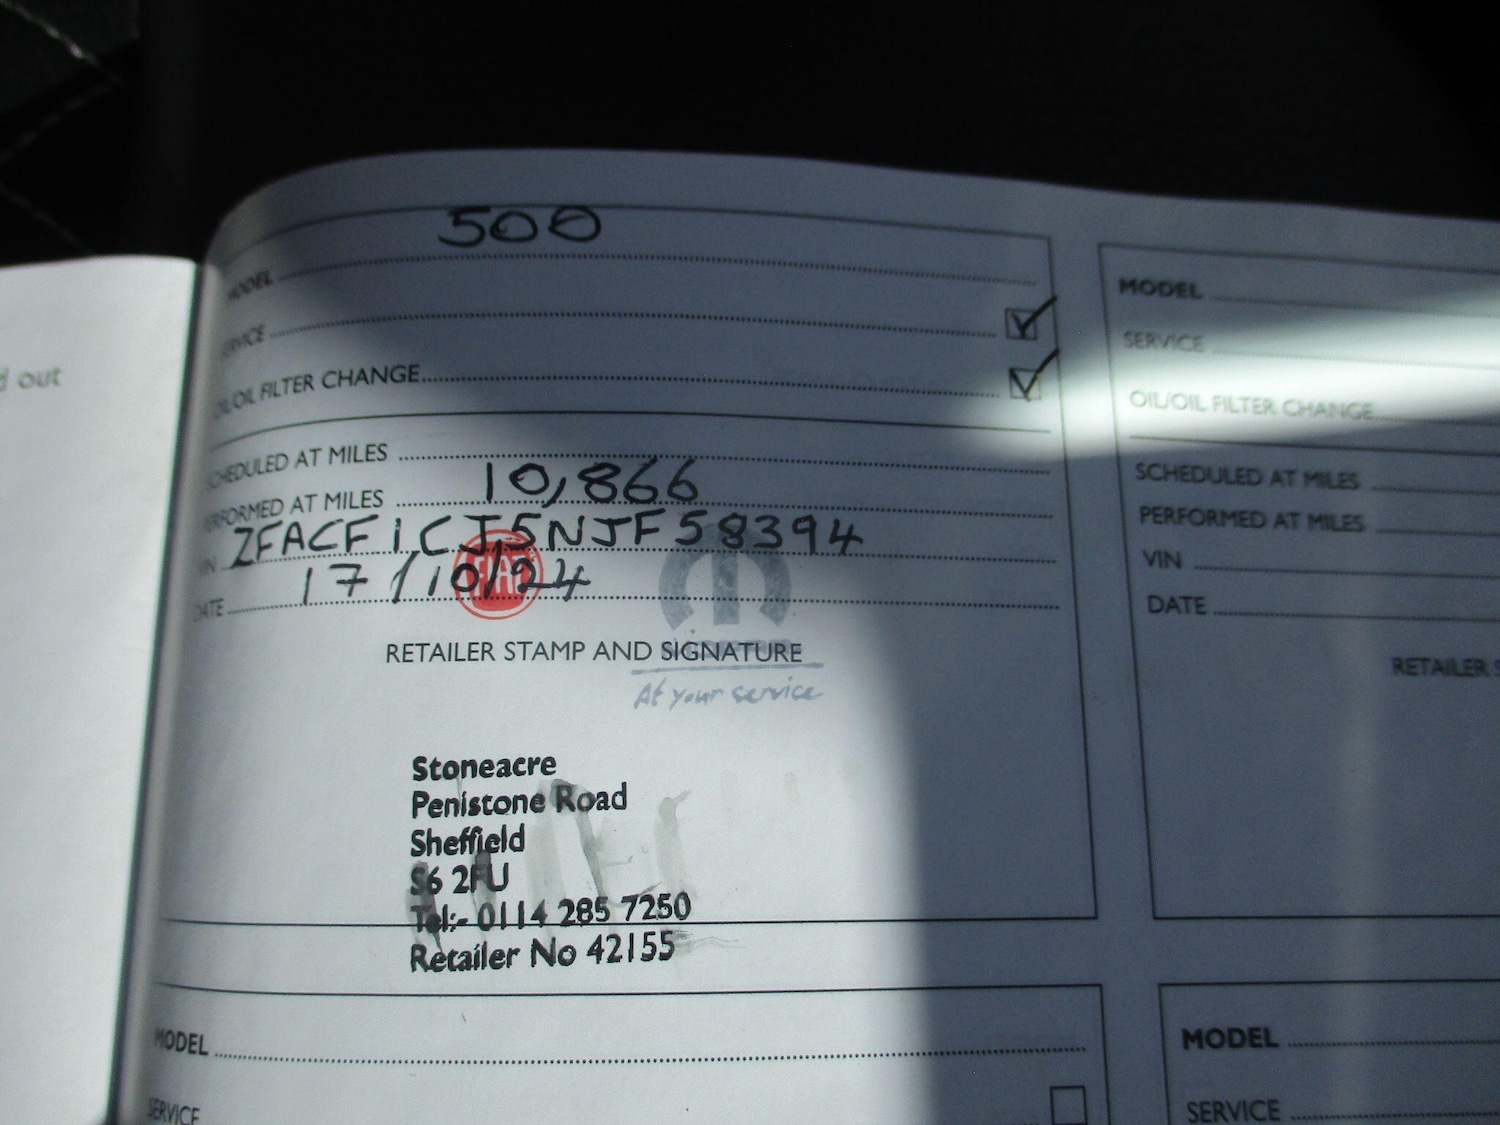 d out
500
MODEL
SERVICE
OIL/OIL FILTER CHANGE
SCHEDULED AT MILES
PERFORMED AT MILES 10,866
VIN ZFACF1CJ5NJF58394
DATE 17/10/24
FIAT
RETAILER STAMP AND SIGNATURE
At your service
Stoneacre
Penistone Road
Sheffield
S6 2FU
Tel:- 0114 285 7250
Retailer No 42155
MODEL
SERVICE
MODEL
SERVICE
OIL/OIL FILTER CHANGE
SCHEDULED AT MILES
PERFORMED AT MILES
VIN
DATE
RETAILER S
MODEL
SERVICE